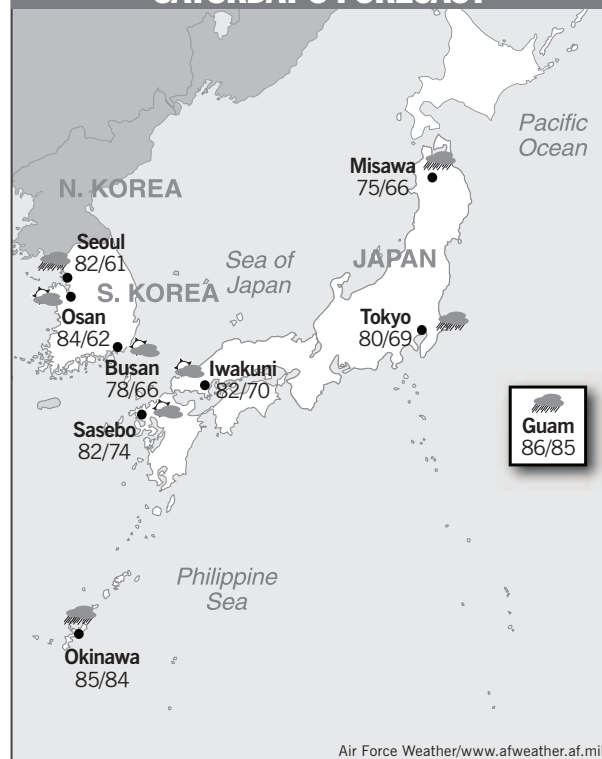 SATURDAY'S FORECAST
Pacific
Ocean
Misawa
75/66
N. KOREA
Seoul
82/61
Sea of
Japan
JAPAN
S. KOREA
Osan
84/62
Tokyo
80/69
Busan
78/66
Iwakuni
82/70
Sasebo
82/74
Guam
86/85
Philippine
Sea
Okinawa
85/84
Air Force Weather/www.afweather.af.mil